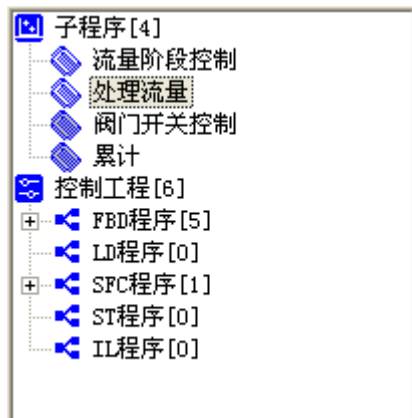 子程序[4]
流量阶段控制
处理流量
阀门开关控制
累计
控制工程[6]
FBD程序[5]
LD程序[0]
SFC程序[1]
ST程序[0]
IL程序[0]